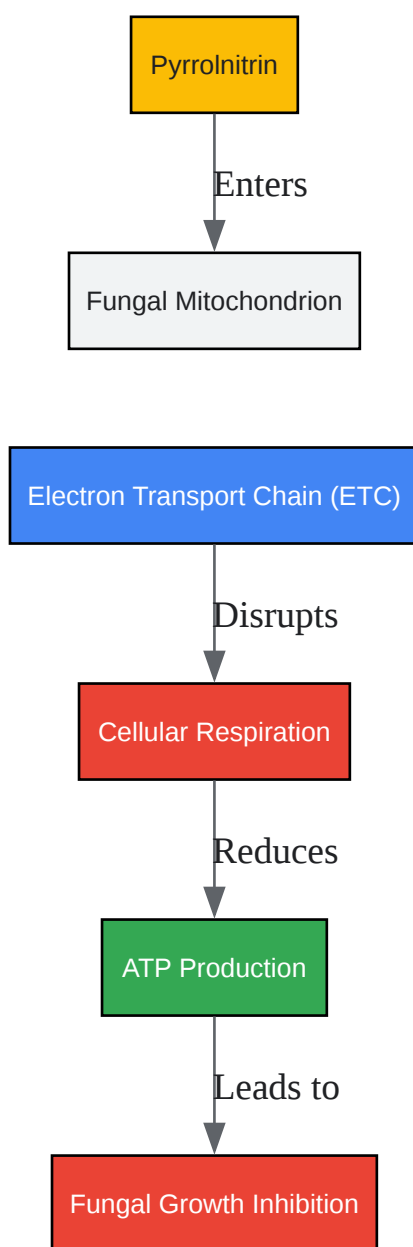 Pyrrolnitrin
Enters
Fungal Mitochondrion
Electron Transport Chain (ETC)
Disrupts
Cellular Respiration
Reduces
ATP Production
Leads to
Fungal Growth Inhibition